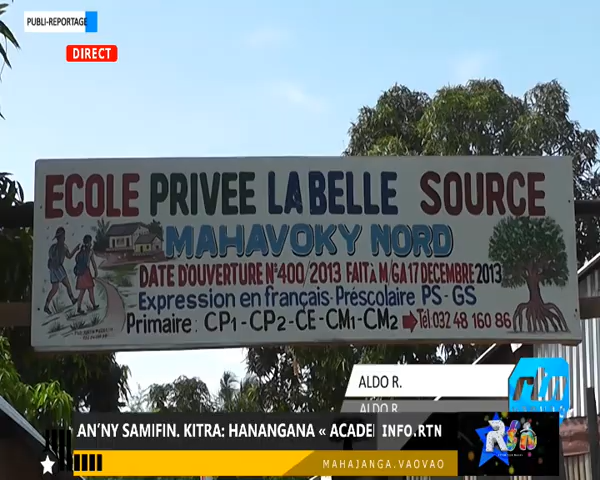 PUBLI-REPORTAGE
DIRECT
ECOLE PRIVEE LA BELLE SOURCE
MAHAVOKY NORD
DATE D'OUVERTURE N°400/2013 FAIT À M/GA 17 DECEMBRE 2013
Expression en français-Préscolaire PS-GS
Primaire: CP1-CP2-CE-CM1-CM2 Tél:032 48 160 86
ALDO R.
ALDO R.
rtn
AN'NY SAMIFIN. KITRA: HANANGANA « ACADE INFO.RTN
MAHAJANGA.VAOVAO